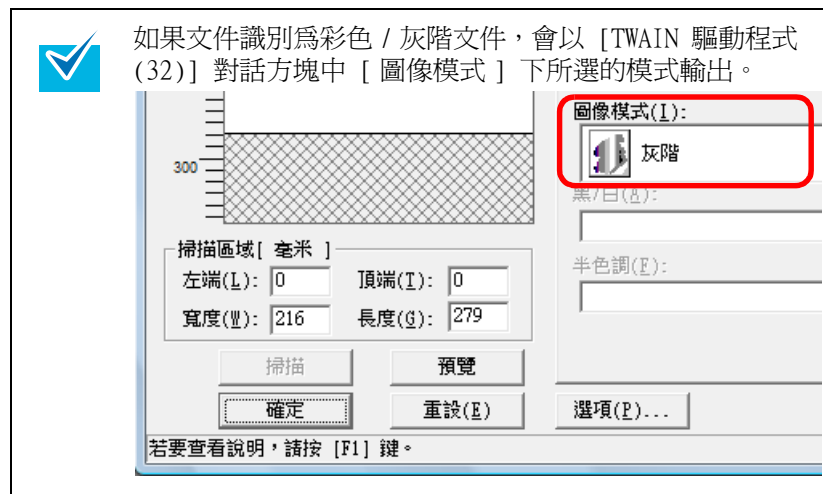 如果文件識別爲彩色 / 灰階文件，會以 [TWAIN 驅動程式
(32)] 對話方塊中 [ 圖像模式 ] 下所選的模式輸出。
圖像模式(I):
灰階
300
黑/白(A):
半色調(F):
掃描區域[ 毫米 ]
左端(L): 0 頂端(T): 0
寬度(W): 216 長度(G): 279
掃描 預覽
確定 重設(E) 選項(P)...
若要查看說明，請按 [F1] 鍵。